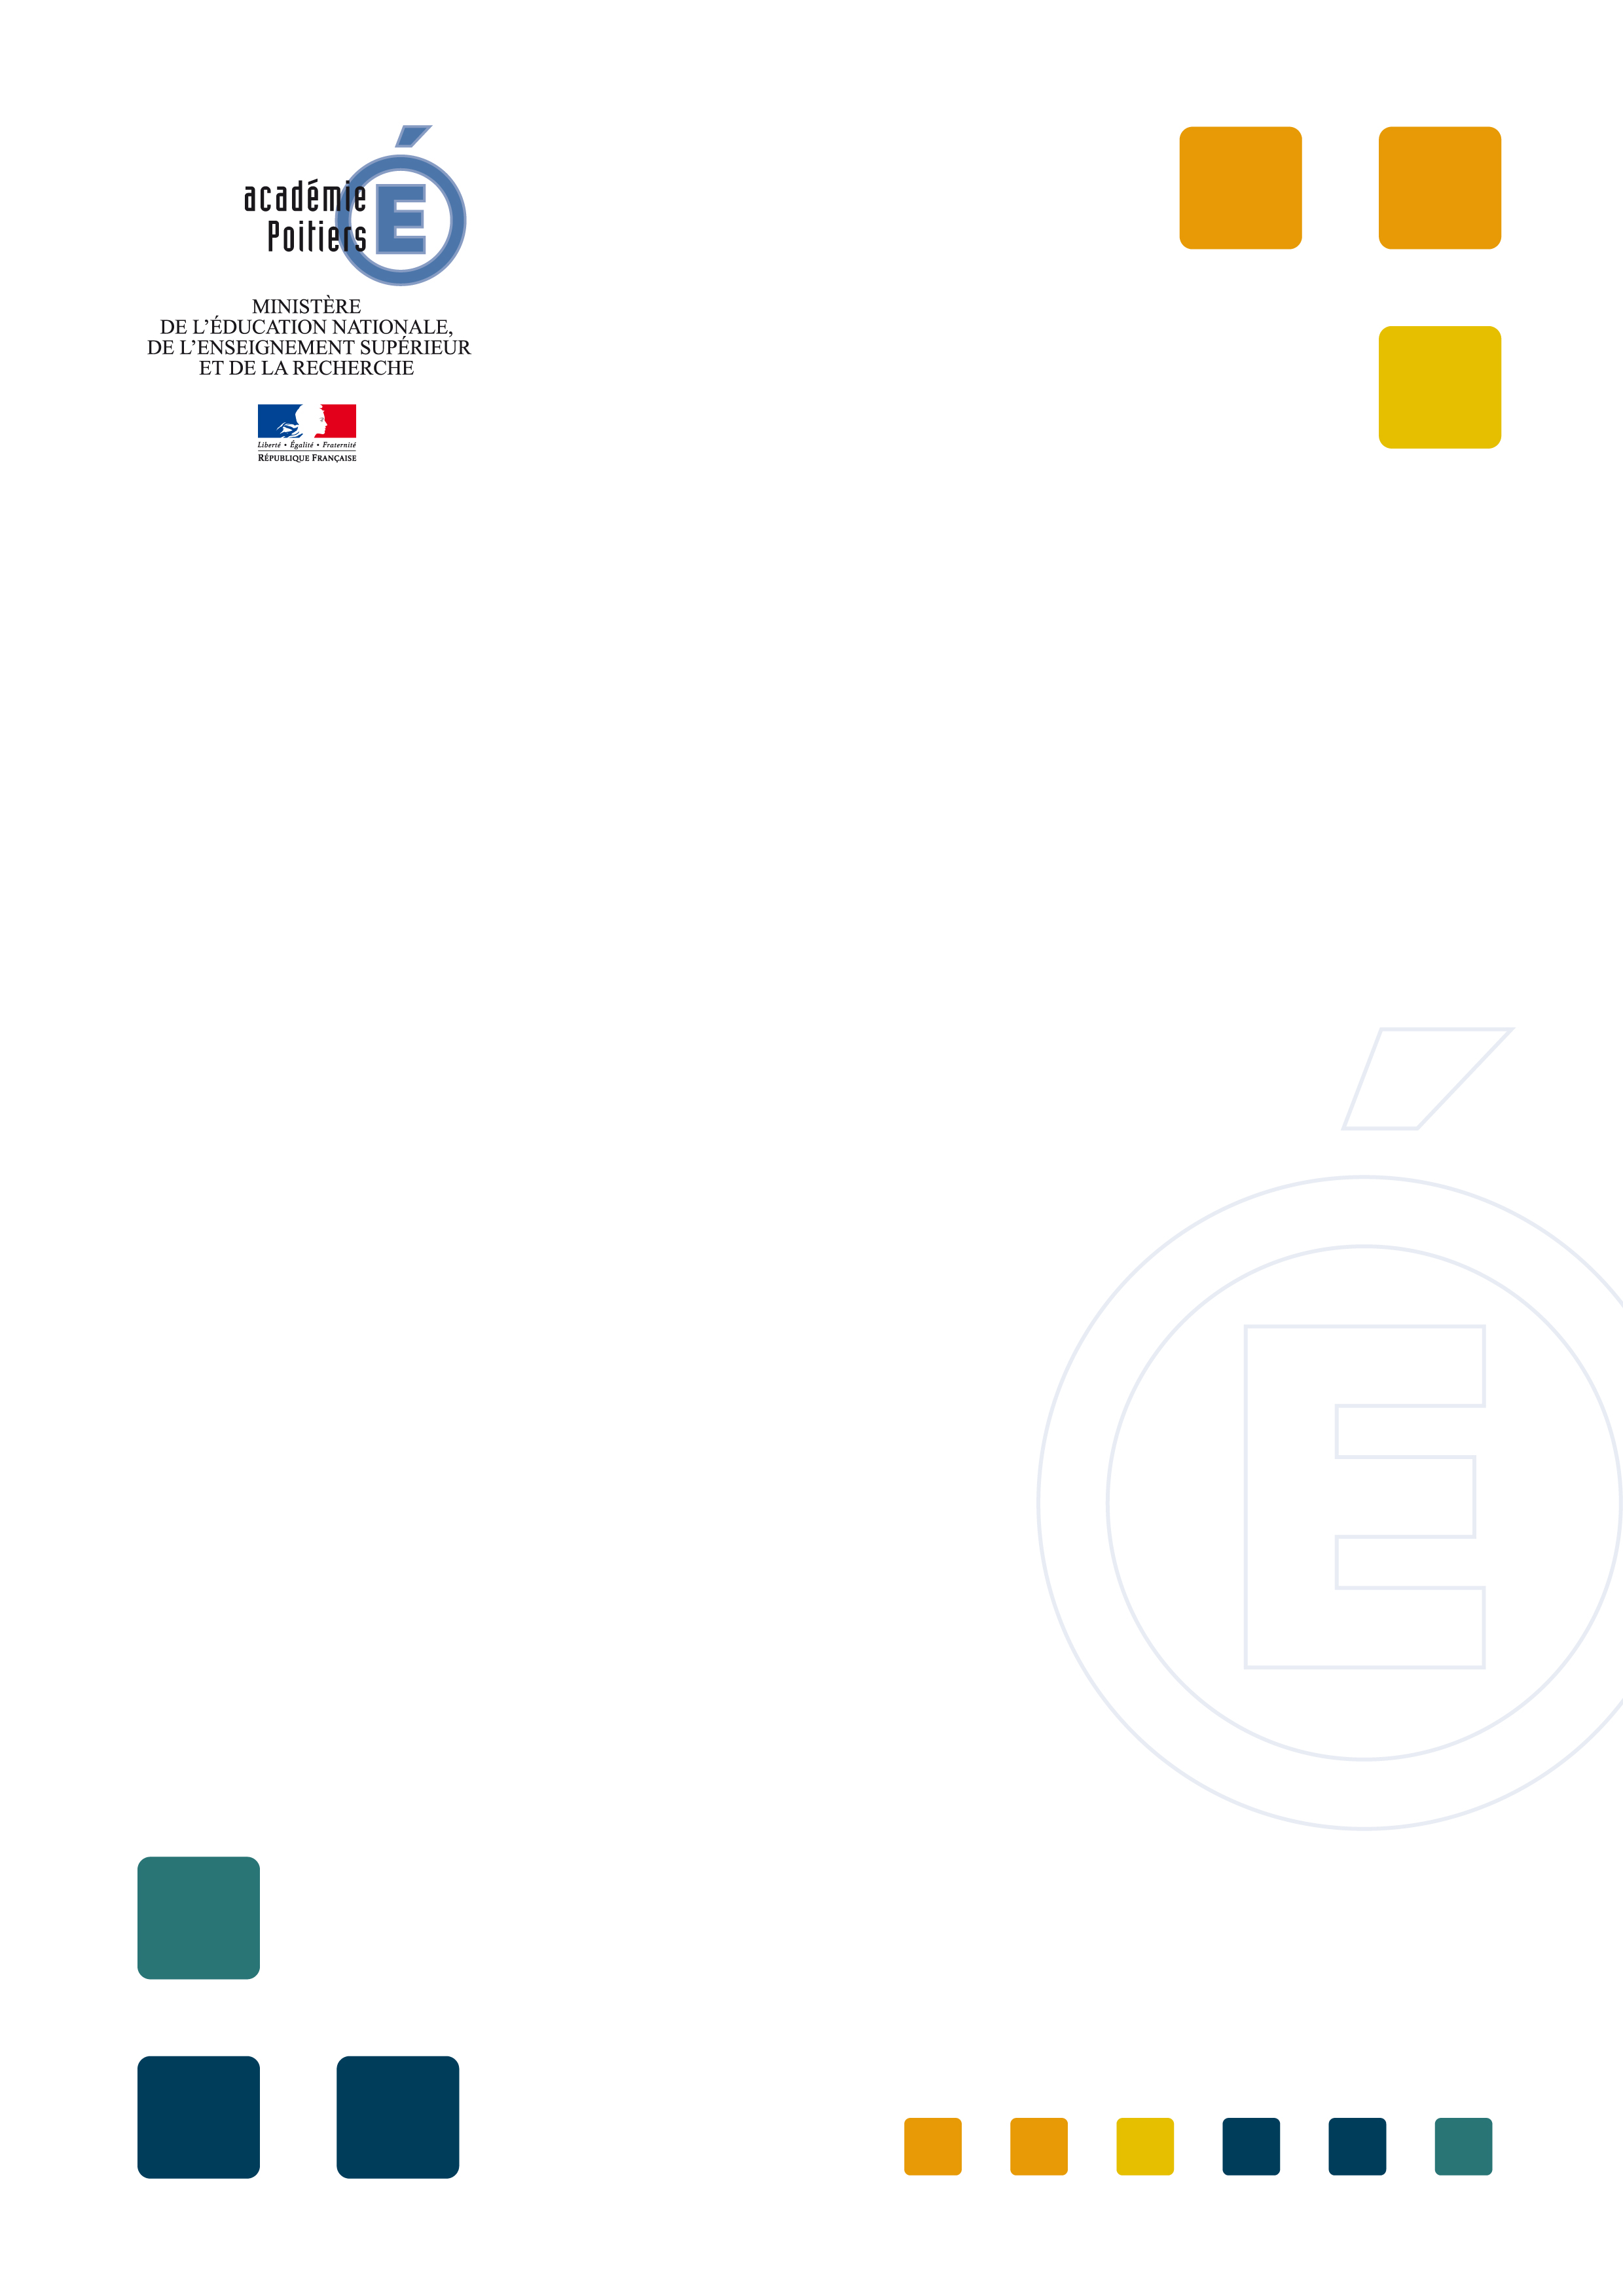 académie
Poitiers
É
MINISTÈRE
DE L’ÉDUCATION NATIONALE,
DE L’ENSEIGNEMENT SUPÉRIEUR
ET DE LA RECHERCHE
Liberté • Égalité • Fraternité
RÉPUBLIQUE FRANÇAISE
É